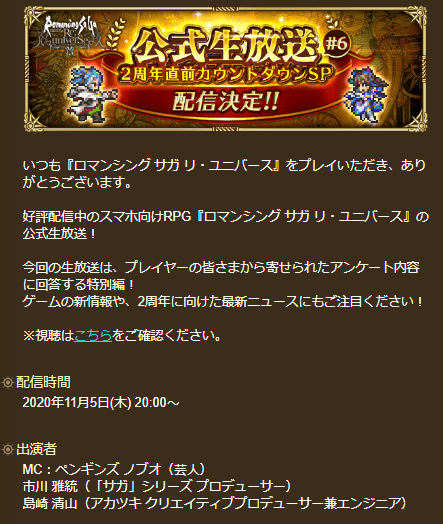 Romancing SaGa
Re;univerSe
公式生放送#6
2周年直前カウントダウンSP
配信決定!!
いつも『ロマンシング サガ リ・ユニバース』をプレイいただき、あり
がとうございます。
好評配信中のスマホ向けRPG『ロマンシング サガ リ・ユニバース』の
公式生放送！
今回の生放送は、プレイヤーの皆さまから寄せられたアンケート内容
に回答する特別編！
ゲームの新情報や、2周年に向けた最新ニュースにもご注目ください！
※視聴はこちらをご確認ください。
配信時間
2020年11月5日(木) 20:00～
出演者
MC：ペンギンズ ノブオ（芸人）
市川 雅統（「サガ」シリーズ プロデューサー）
島﨑 清山（アカツキ クリエイティブプロデューサー兼エンジニア）